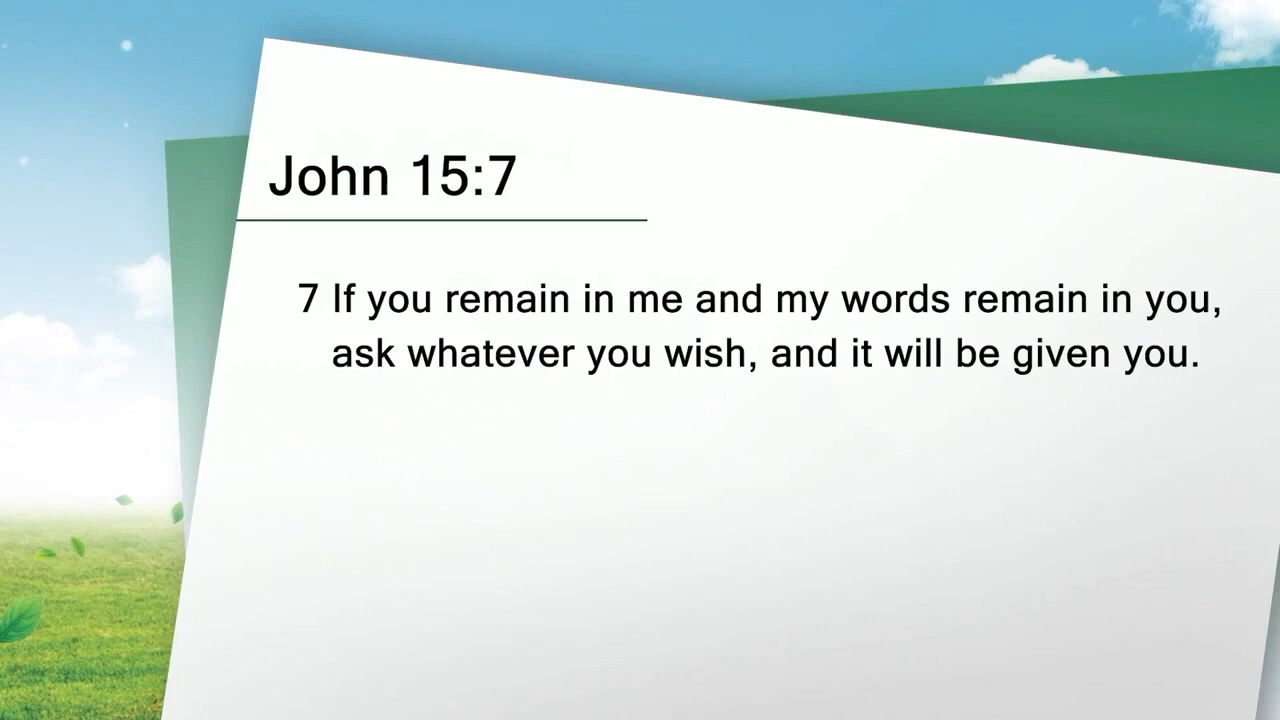 John 15:7
7 If you remain in me and my words remain in you,
ask whatever you wish, and it will be given you.